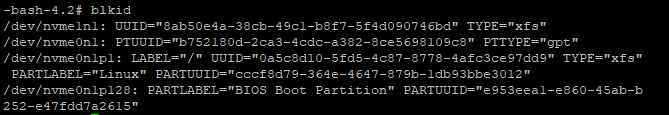 -bash-4.2# blkid
/dev/nvme1n1: UUID="8ab50e4a-38cb-49c1-b8f7-5f4d090746bd" TYPE="xfs"
/dev/nvme0n1: PTUUID="b752180d-2ca3-4cdc-a382-8ce5698109c8" PTTYPE="gpt"
/dev/nvme0n1p1: LABEL="/" UUID="0a5c8d10-5fd5-4c87-8778-4afc3ce97dd9" TYPE="xfs"
 PARTLABEL="Linux" PARTUUID="cccf8d79-364e-4647-879b-1db93bbe3012"
/dev/nvme0n1p128: PARTLABEL="BIOS Boot Partition" PARTUUID="e953eea1-e860-45ab-b
252-e47fdd7a2615"